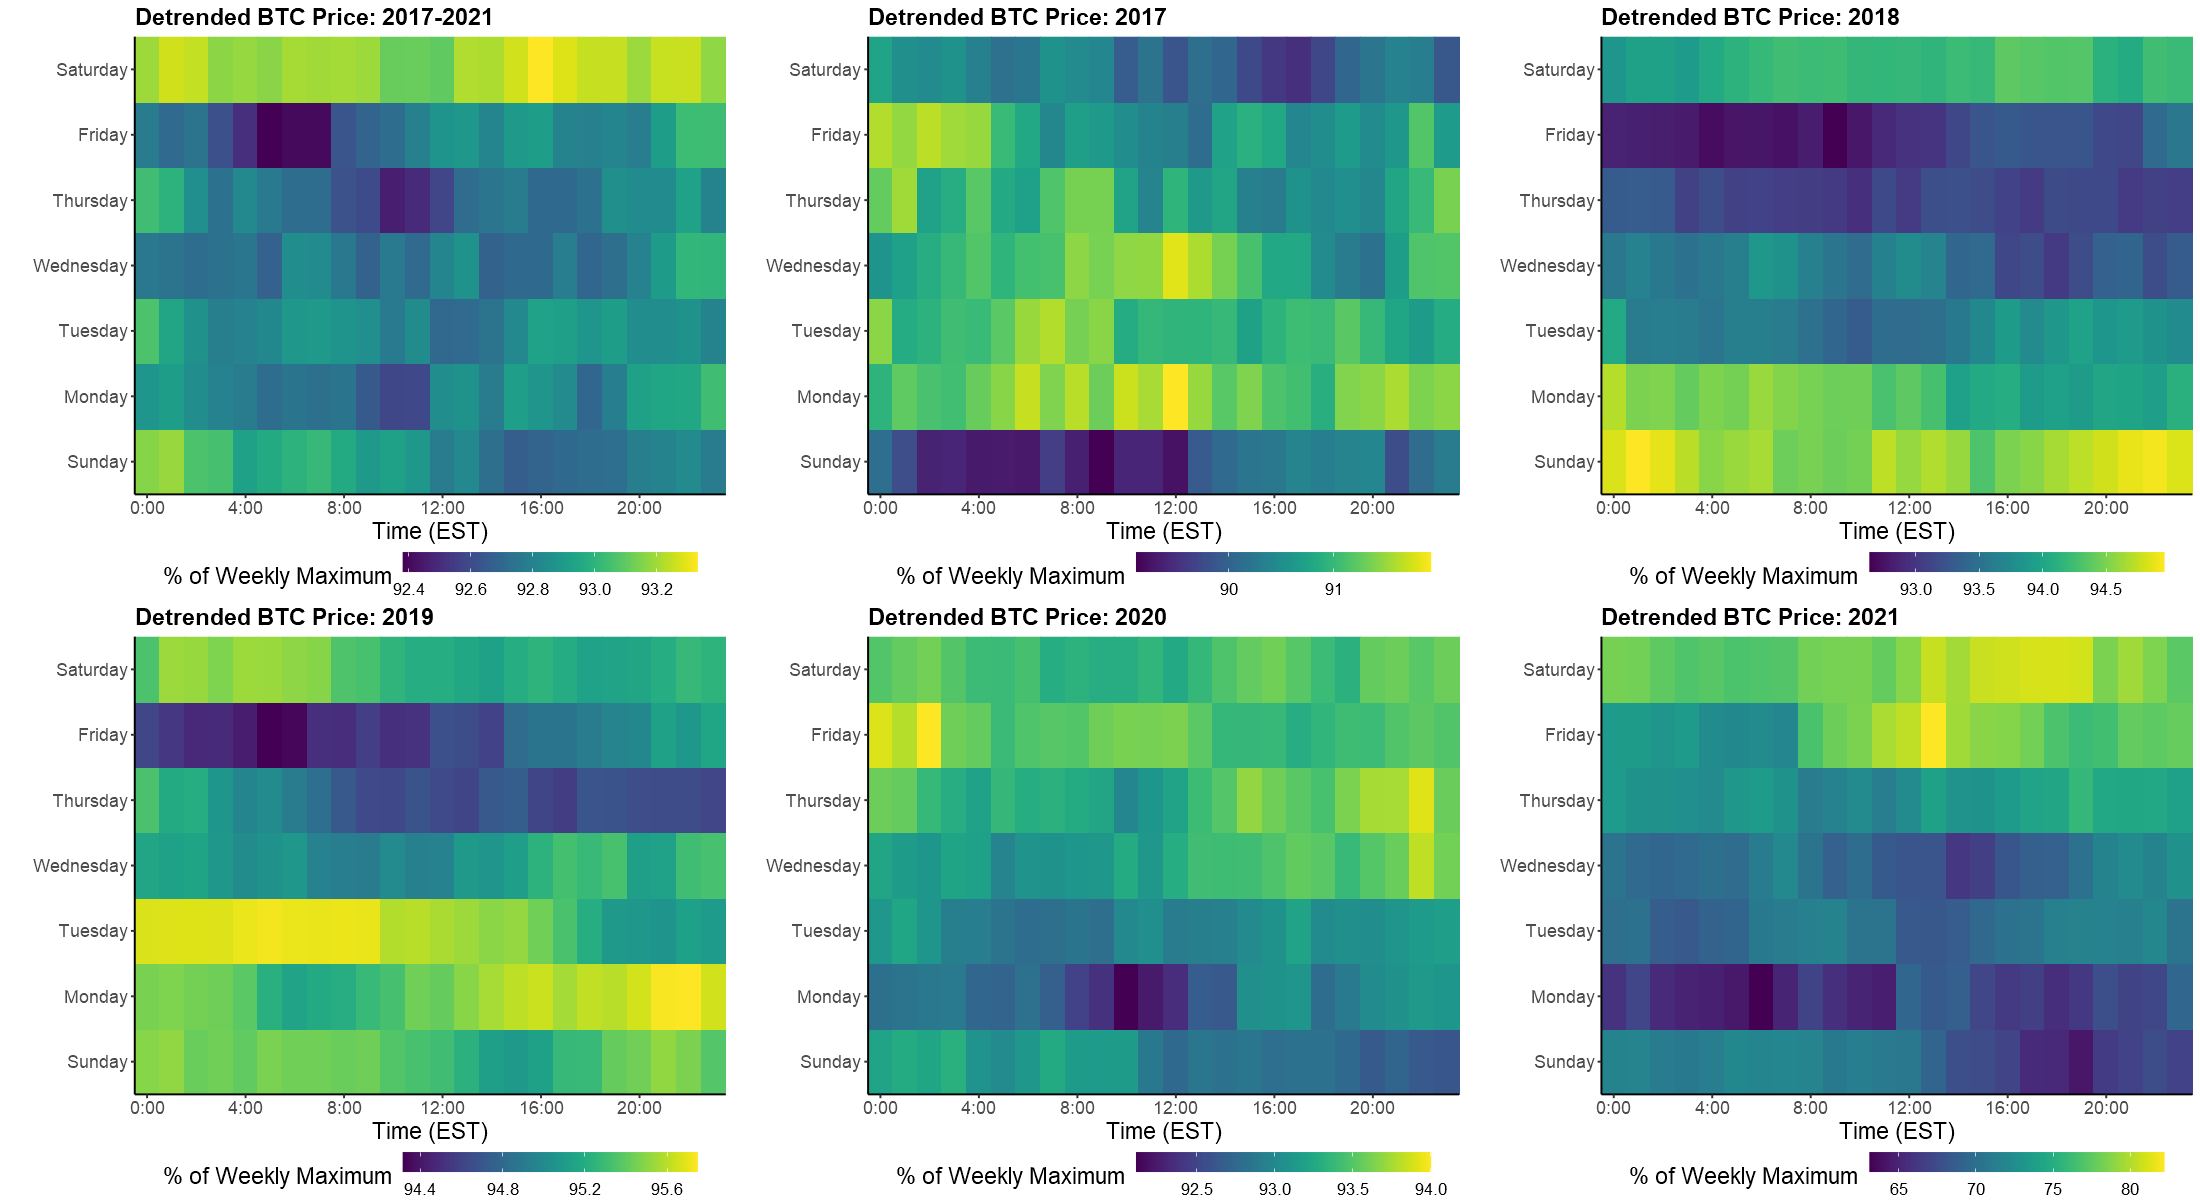 Detrended BTC Price: 2017-2021
Saturday
Friday
Thursday
Wednesday
Tuesday
Monday
Sunday
0:00 4:00 8:00 12:00 16:00 20:00
Time (EST)
% of Weekly Maximum
92.4 92.6 92.8 93.0 93.2
Detrended BTC Price: 2017
Saturday
Friday
Thursday
Wednesday
Tuesday
Monday
Sunday
0:00 4:00 8:00 12:00 16:00 20:00
Time (EST)
% of Weekly Maximum
90 91
Detrended BTC Price: 2018
Saturday
Friday
Thursday
Wednesday
Tuesday
Monday
Sunday
0:00 4:00 8:00 12:00 16:00 20:00
Time (EST)
% of Weekly Maximum
93.0 93.5 94.0 94.5
Detrended BTC Price: 2019
Saturday
Friday
Thursday
Wednesday
Tuesday
Monday
Sunday
0:00 4:00 8:00 12:00 16:00 20:00
Time (EST)
% of Weekly Maximum
94.4 94.8 95.2 95.6
Detrended BTC Price: 2020
Saturday
Friday
Thursday
Wednesday
Tuesday
Monday
Sunday
0:00 4:00 8:00 12:00 16:00 20:00
Time (EST)
% of Weekly Maximum
92.5 93.0 93.5 94.0
Detrended BTC Price: 2021
Saturday
Friday
Thursday
Wednesday
Tuesday
Monday
Sunday
0:00 4:00 8:00 12:00 16:00 20:00
Time (EST)
% of Weekly Maximum
65 70 75 80